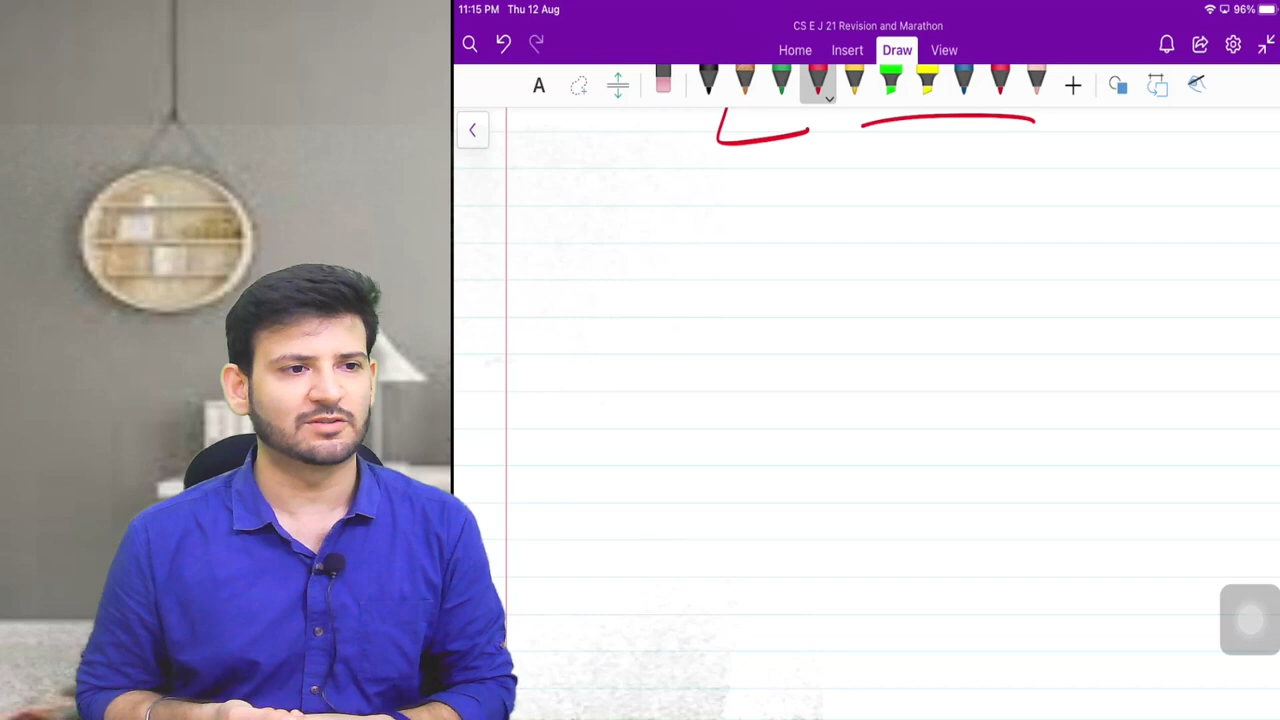 11:15 PM Thu 12 Aug 96%
CS E J 21 Revision and Marathon
Home Insert Draw View
A